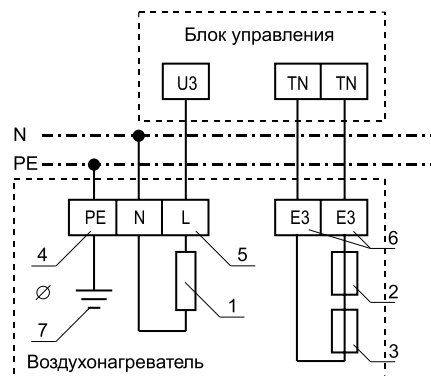 Блок управления
U3 TN TN
N
PE
PE N L E3 E3
4 5 6
1 2
7 3
Воздухонагреватель